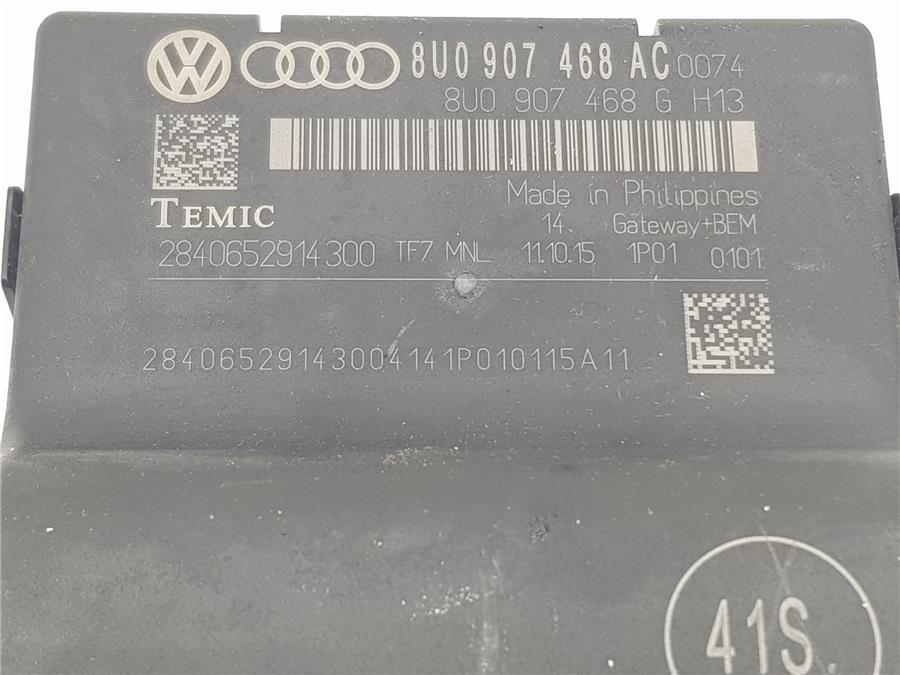 8U0 907 468 AC 0074
8U0 907 468 G H13
Made in Philippines
TEMIC
14 Gateway+BEM
2840652914300 TF7 MNL 11.10.15 1P01 0101
28406529143004141P010115A11
41S